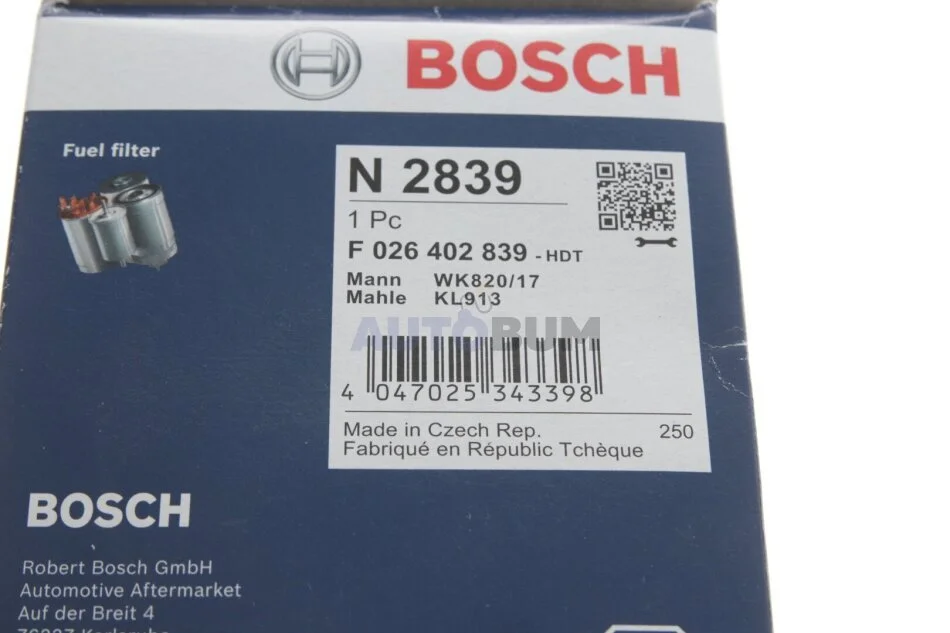 BOSCH
Fuel filter
N 2839
1 Pc
F 026 402 839 - HDT
Mann WK820/17
Mahle KL913
AUTOBUM
4 047025 343398
Made in Czech Rep. 250
Fabriqué en Républic Tchèque
BOSCH
Robert Bosch GmbH
Automotive Aftermarket
Auf der Breit 4